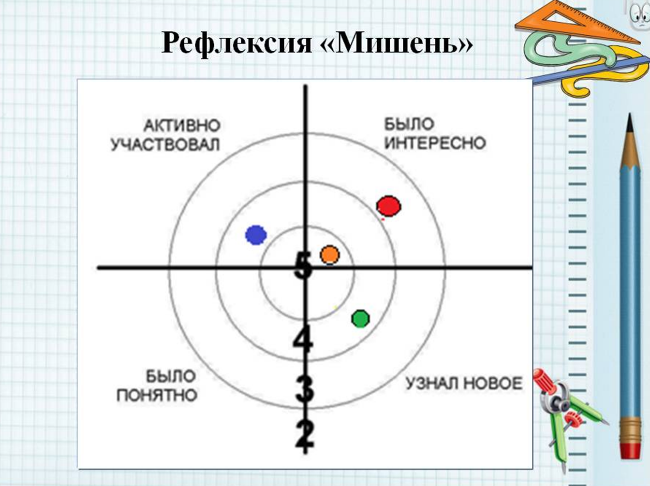 Рефлексия «Мишень»
АКТИВНО
УЧАСТВОВАЛ
БЫЛО
ИНТЕРЕСНО
5
4
БЫЛО
ПОНЯТНО
3
УЗНАЛ НОВОЕ
2